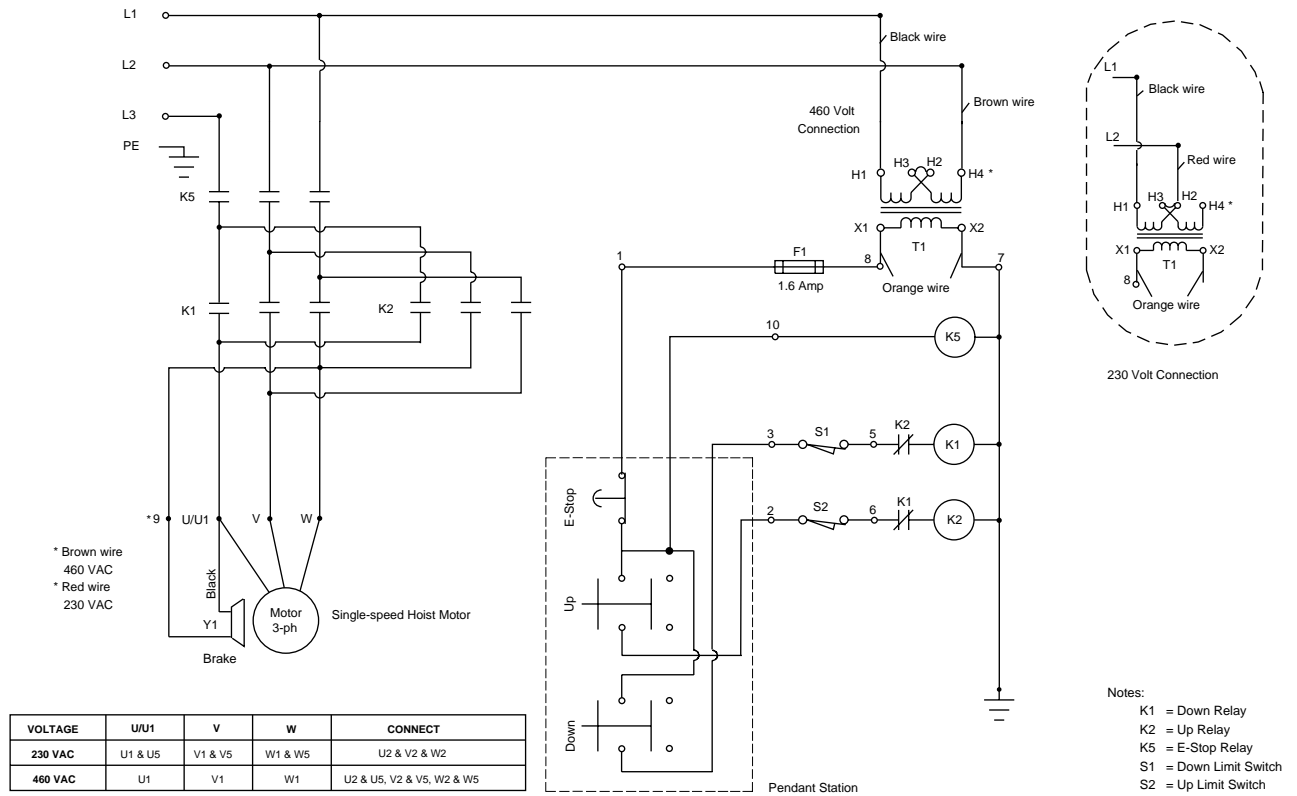 L1
L2
L3
PE
K5
K1
K2
Black wire
Brown wire
460 Volt
Connection
H1
H3
H2
H4 *
X1
X2
T1
1
F1
1.6 Amp
8
Orange wire
7
10
K5
3
S1
5
K2
K1
2
S2
6
K1
K2
L1
Black wire
L2
Red wire
H1
H3
H2
H4 *
X1
X2
T1
8
Orange wire
230 Volt Connection
*9
U/U1
V
W
* Brown wire
460 VAC
* Red wire
230 VAC
Black
Y1
Brake
Motor
3-ph
Single-speed Hoist Motor
E-Stop
Up
Down
Pendant Station
VOLTAGE U/U1 V W CONNECT
230 VAC U1 & U5 V1 & V5 W1 & W5 U2 & V2 & W2
460 VAC U1 V1 W1 U2 & U5, V2 & V5, W2 & W5
Notes:
K1 = Down Relay
K2 = Up Relay
K5 = E-Stop Relay
S1 = Down Limit Switch
S2 = Up Limit Switch